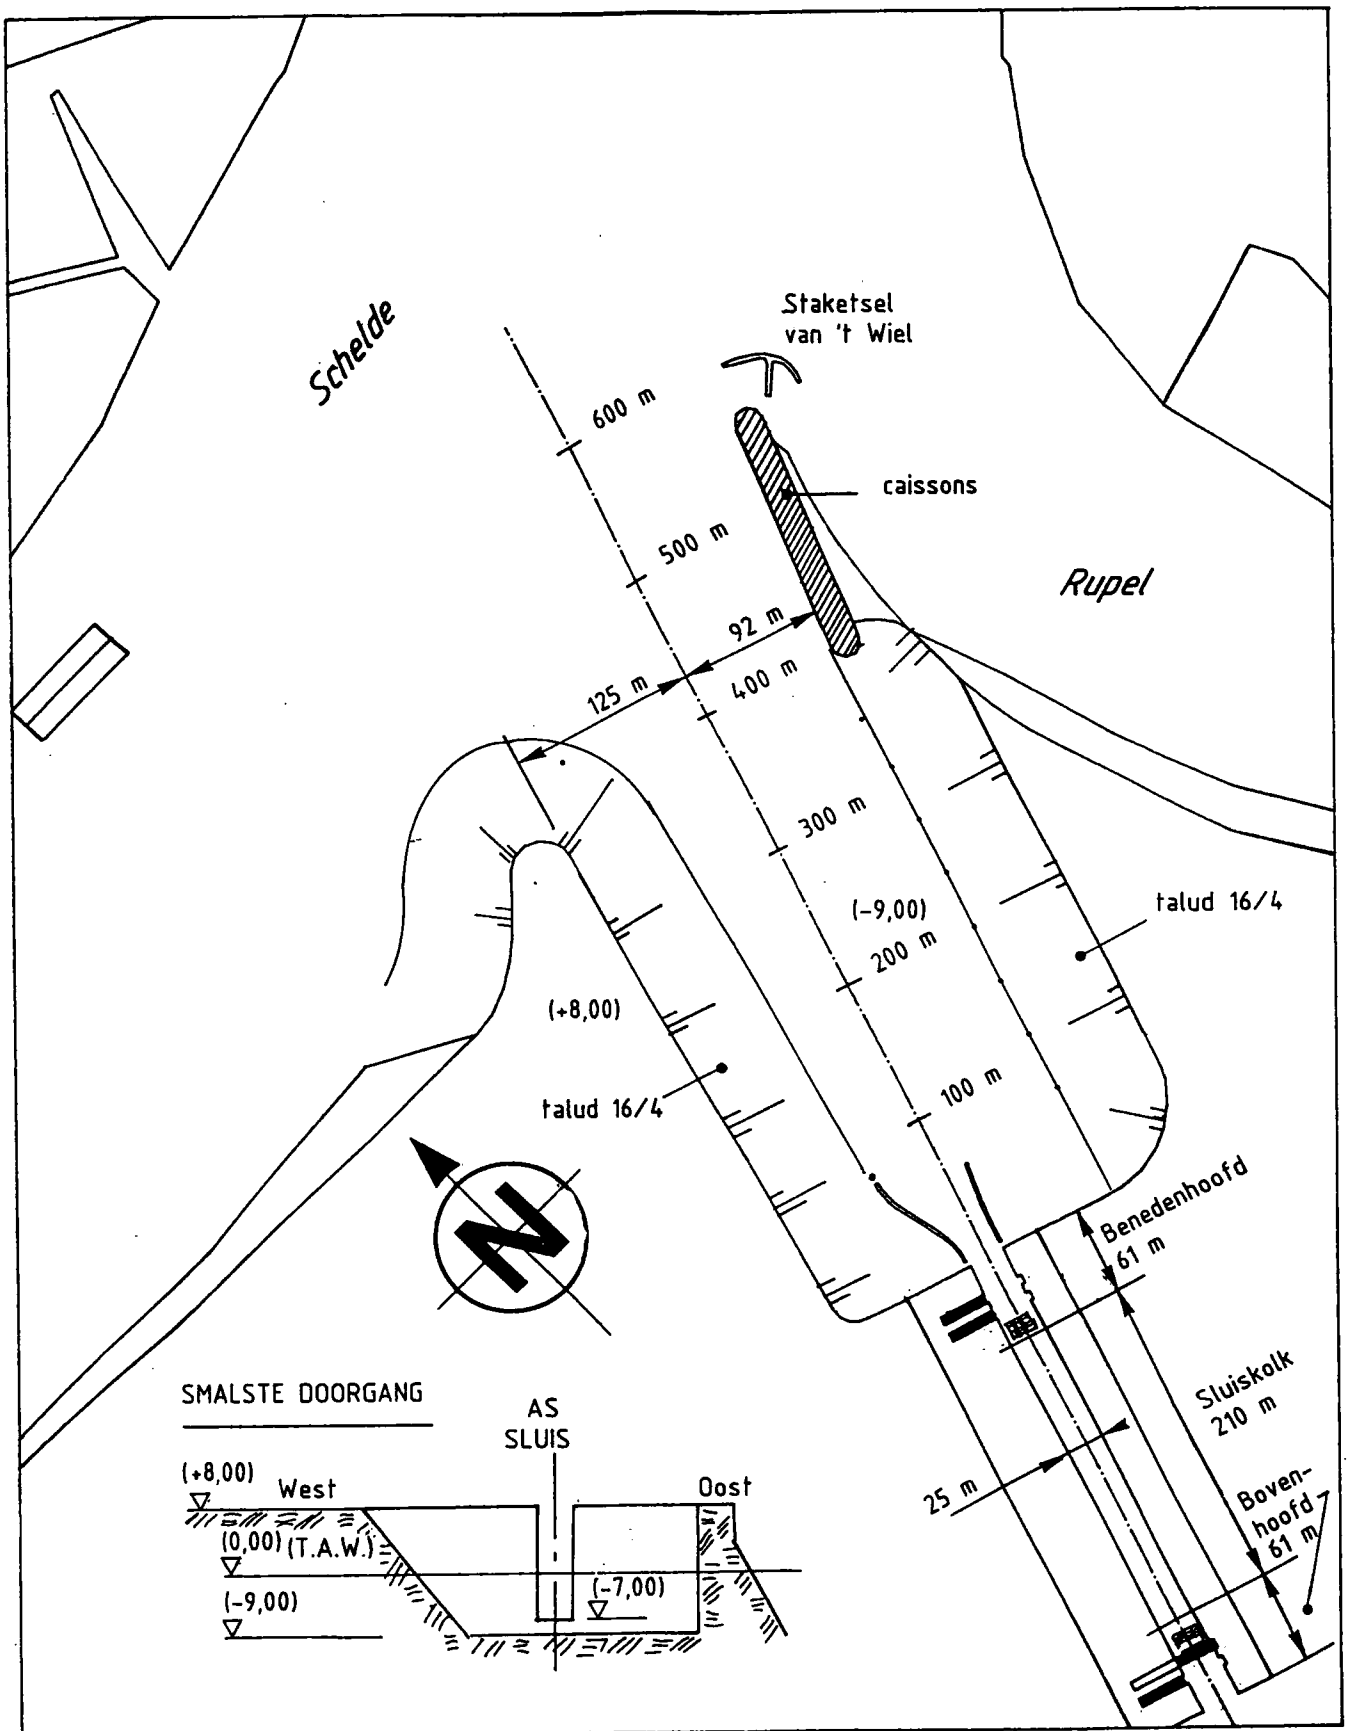 Schelde
Staketsel
van 't Wiel
600 m
caissons
500 m
Rupel
92 m
125 m
400 m
300 m
(-9,00)
talud 16/4
200 m
(+8,00)
100 m
talud 16/4
N
Benedenhoofd
61 m
Sluiskolk
210 m
25 m
Boven-
hoofd
61 m
SMALSTE DOORGANG
AS
SLUIS
(+8,00)
West
Oost
(0,00) (T.A.W.)
(-7,00)
(-9,00)